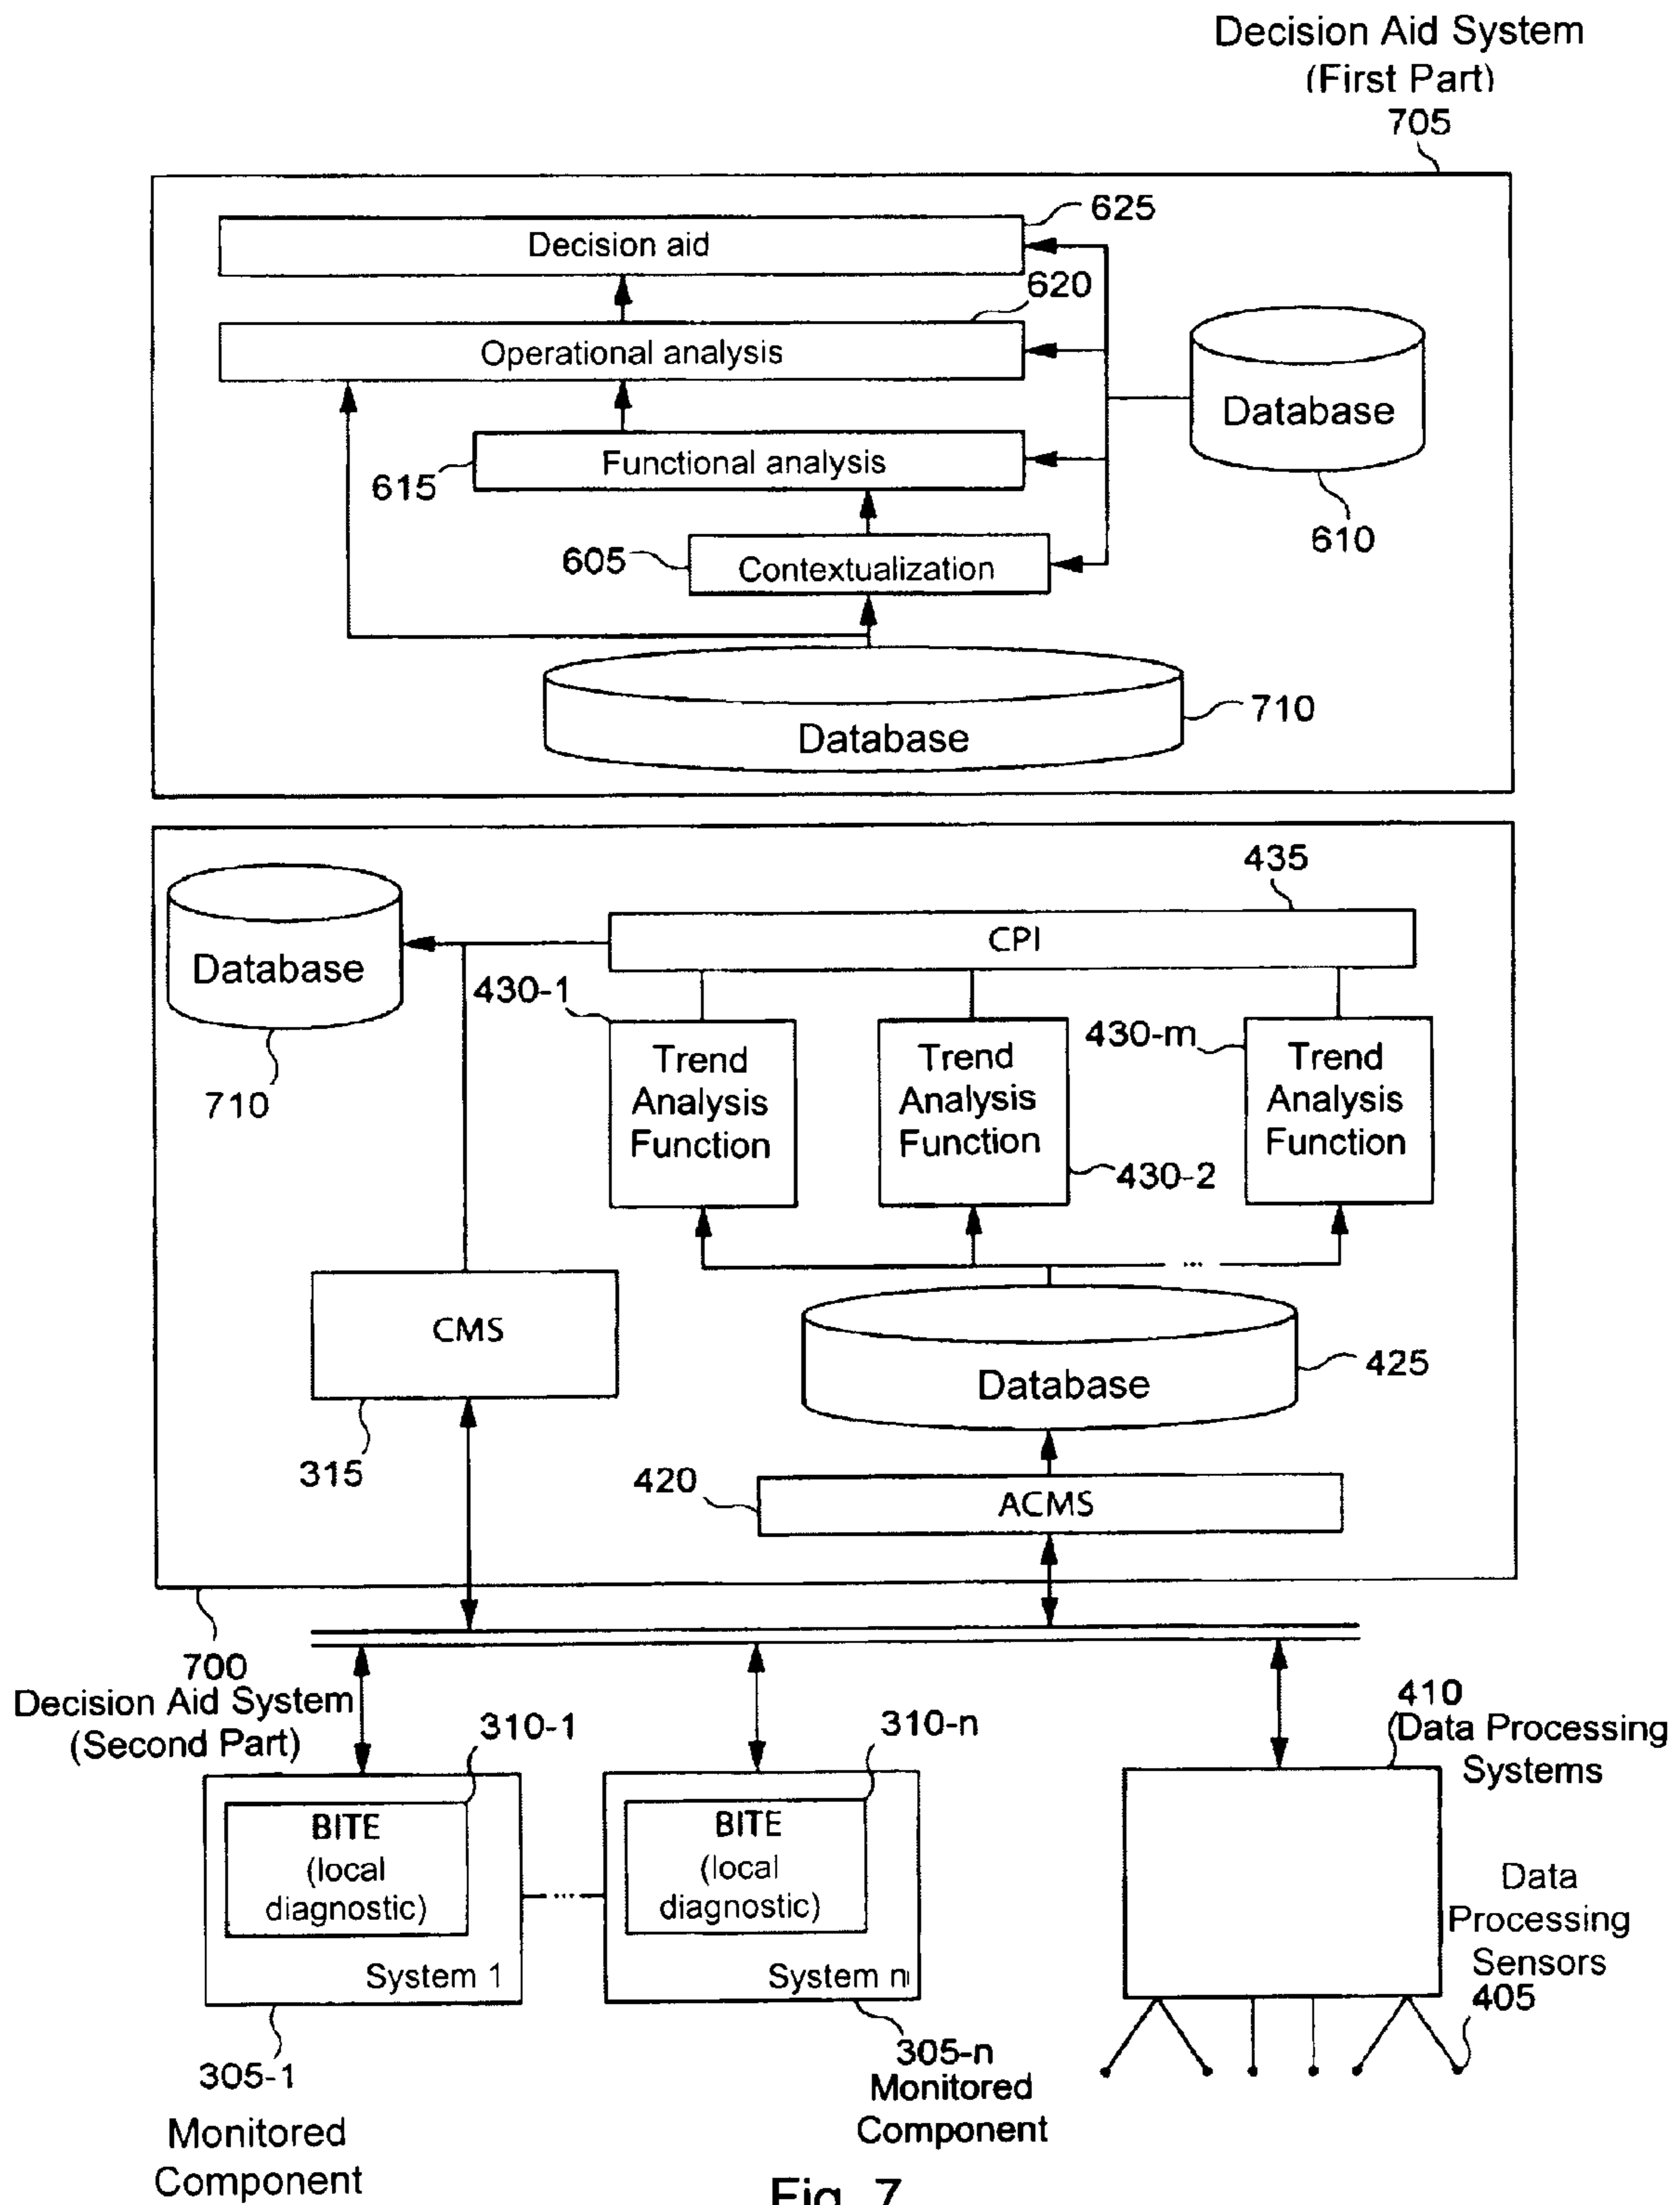 Decision Aid System
(First Part)
705
625
Decision aid
620
Operational analysis
Database
610
615
Functional analysis
605
Contextualization
Database
710
435
CPI
Database
710
430-1
Trend
Analysis
Function
Trend
Analysis
Function
430-2
430-m
Trend
Analysis
Function
CMS
315
Database
425
420
ACMS
700
Decision Aid System
(Second Part)
310-1
BITE
(local
diagnostic)
System 1
305-1
Monitored
Component
...
310-n
BITE
(local
diagnostic)
System n
305-n
Monitored
Component
410
Data Processing
Systems
Data
Processing
Sensors
405
Fig. 7